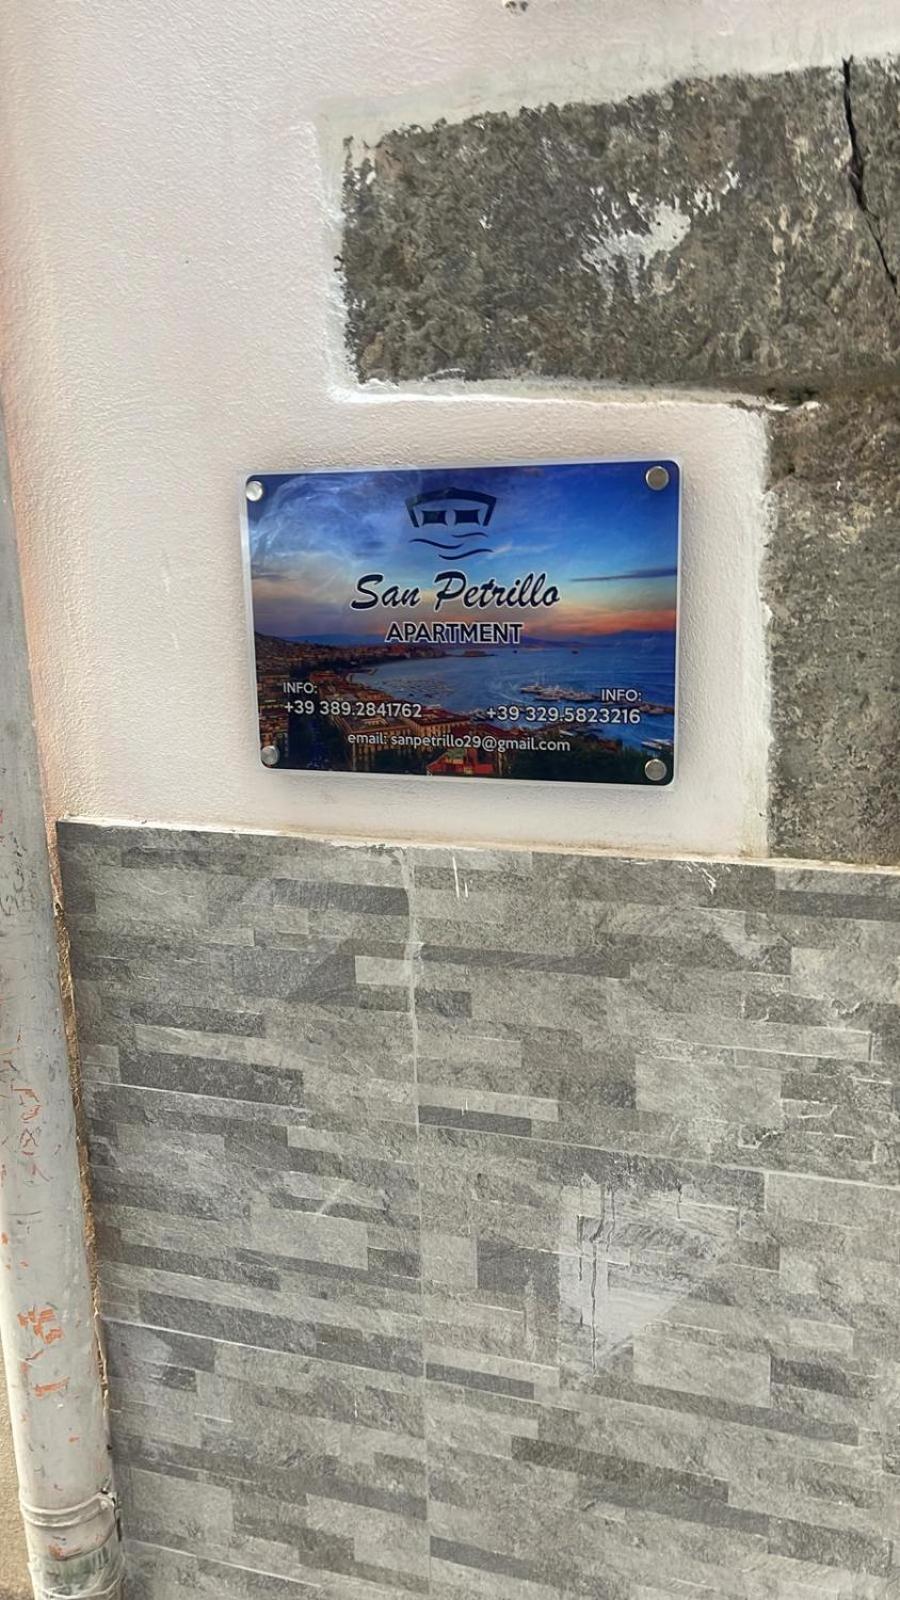 San Petrillo
APARTMENT
INFO:
+39 389.2841762
INFO:
+39 329.5823216
email: sanpetrillo29@gmail.com